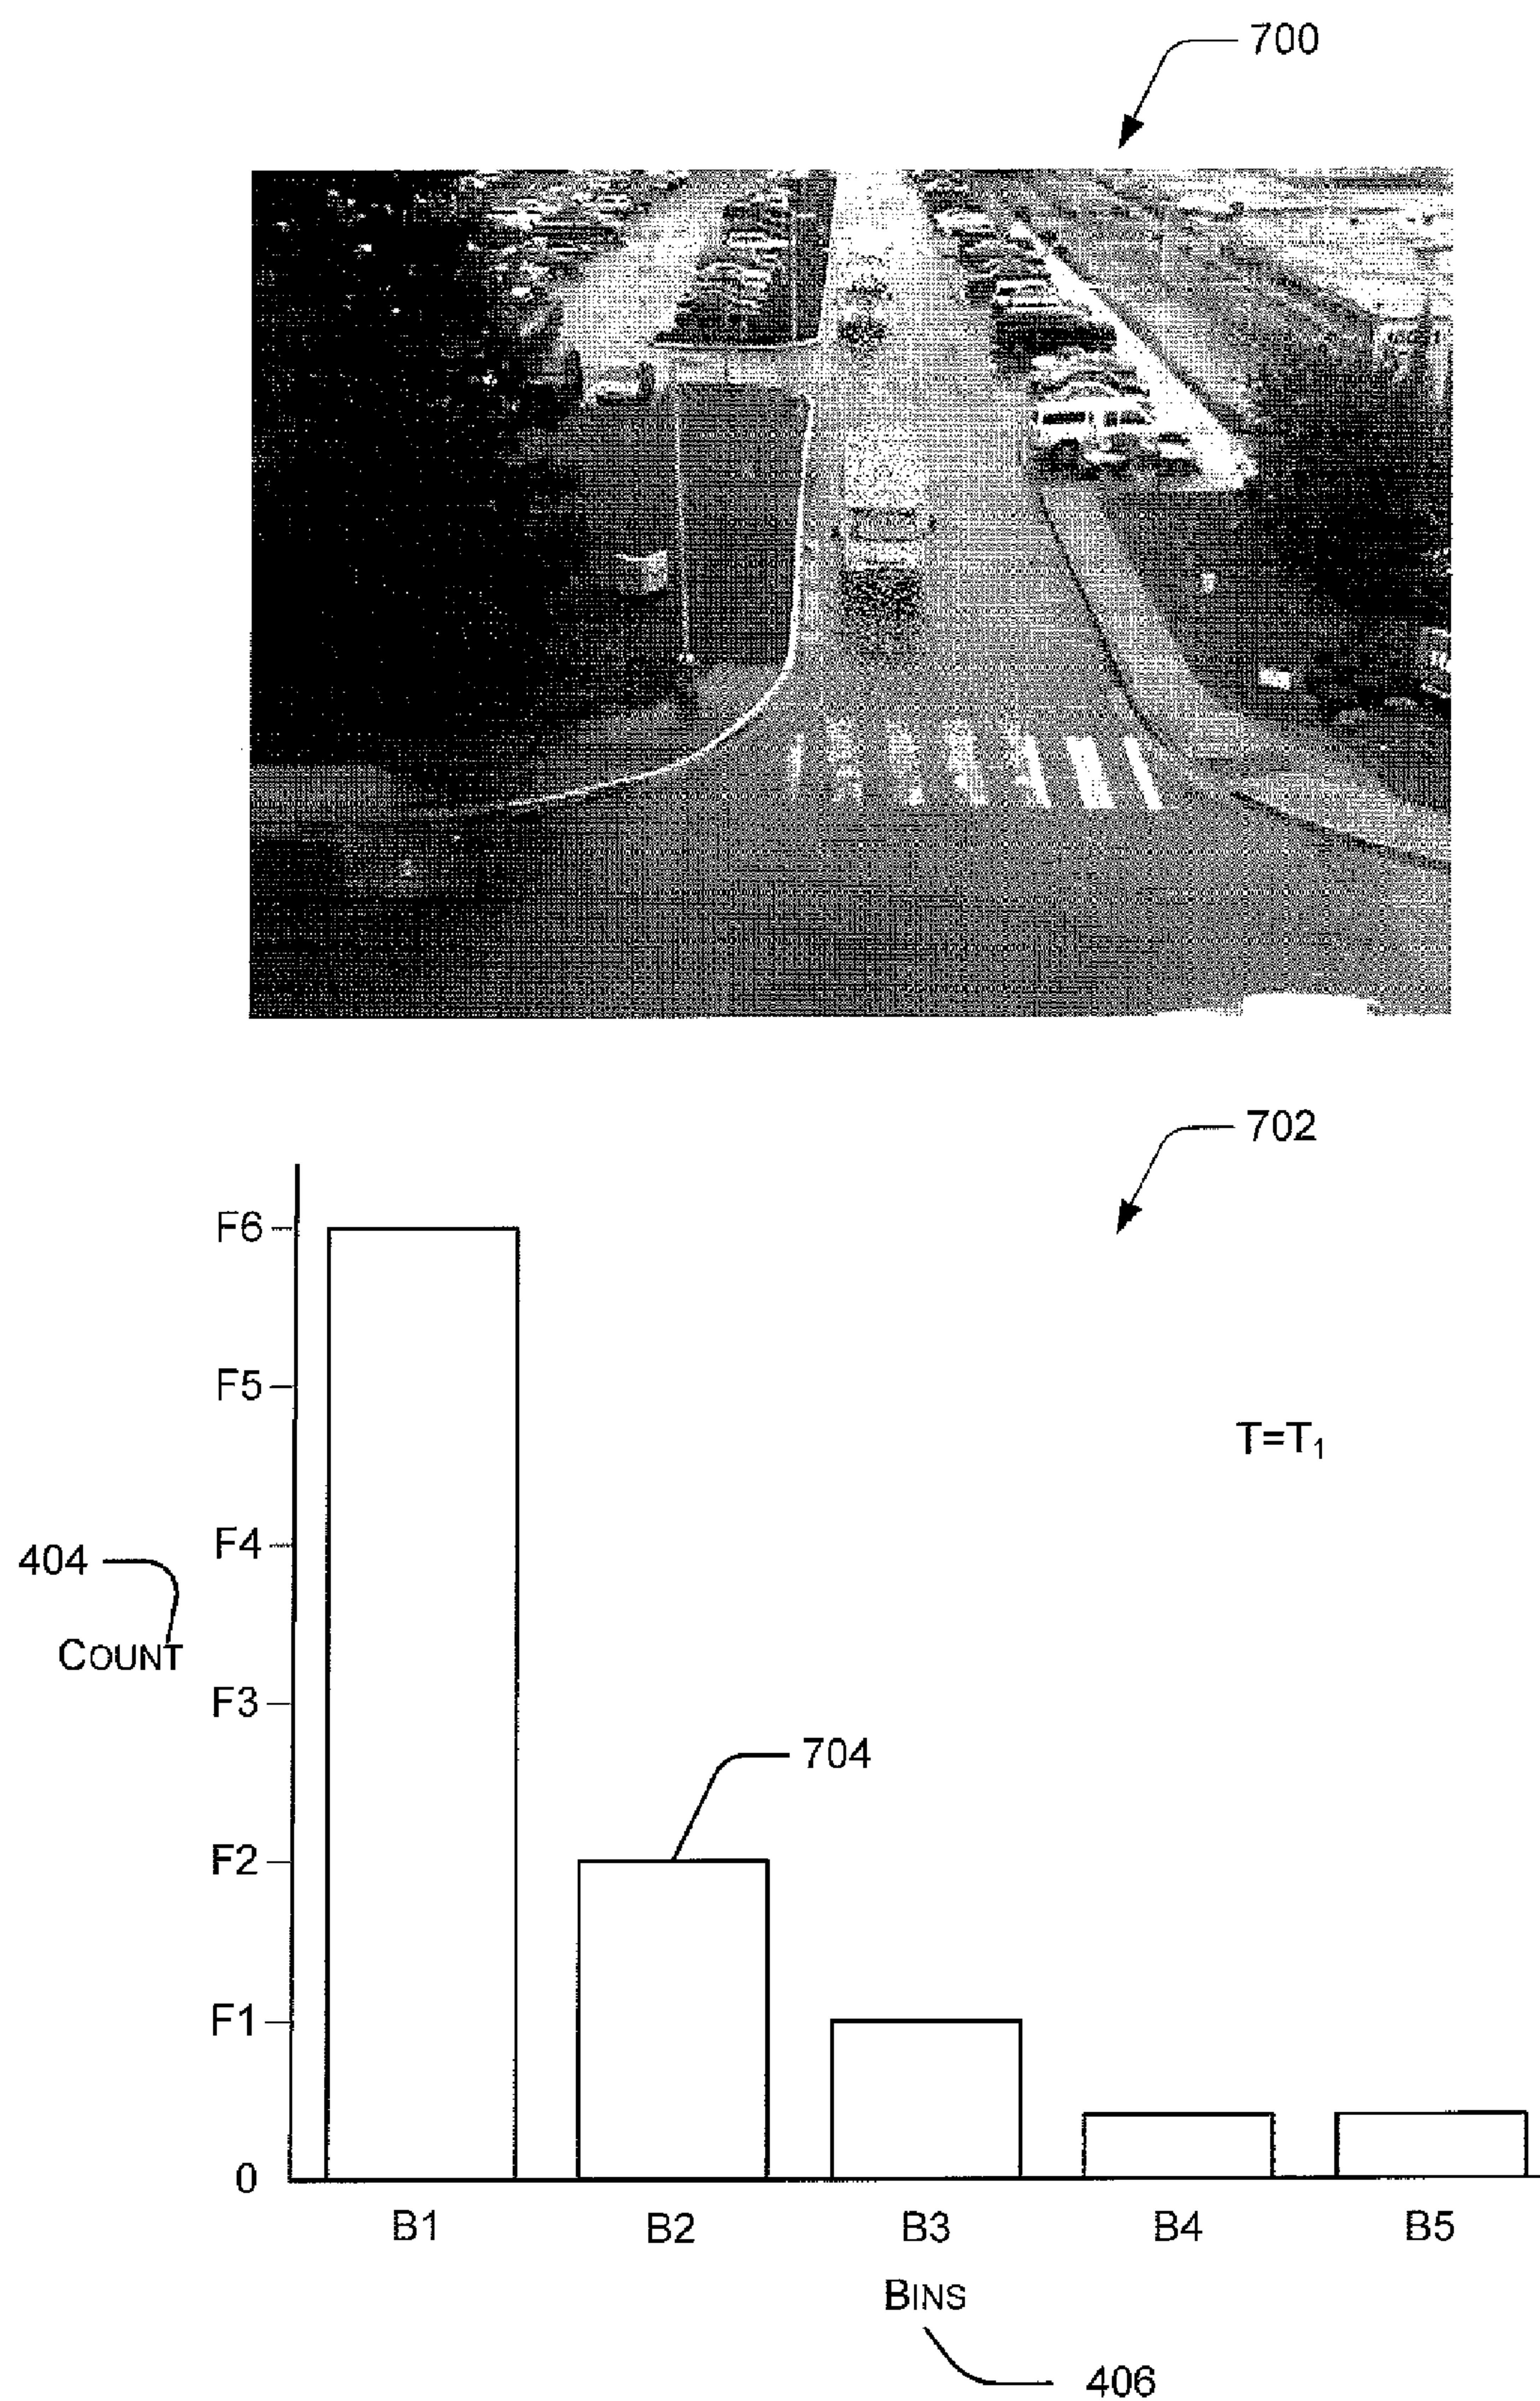 700
702
F6
F5
T=T1
F4
404
COUNT
F3
704
F2
F1
0
B1 B2 B3 B4 B5
BINS
406